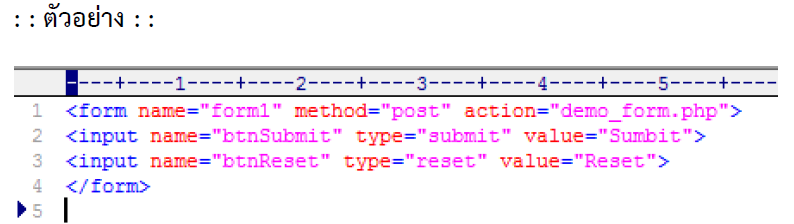 : : ตัวอย่าง : :
----+----1----+----2----+----3----+----4----+----5----+----
1 <form name="form1" method="post" action="demo_form.php">
2 <input name="btnSubmit" type="submit" value="Sumbit">
3 <input name="btnReset" type="reset" value="Reset">
4 </form>
5